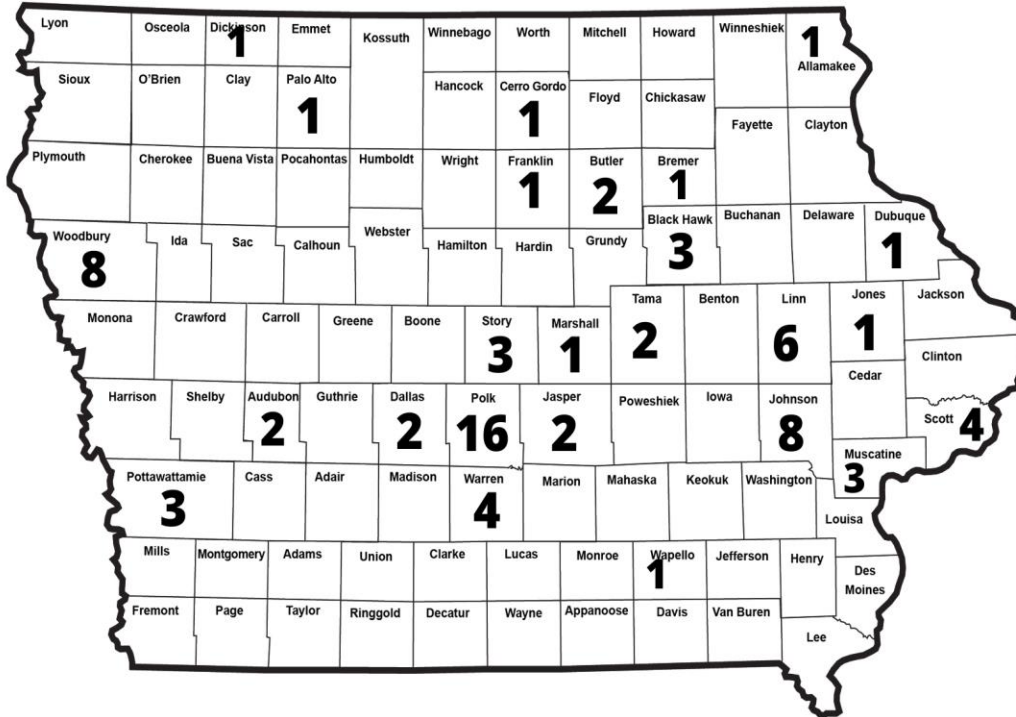 Lyon
Osceola
Dickinson
1
Emmet
Kossuth
Winnebago
Worth
Mitchell
Howard
Winneshiek
1
Allamakee
Sioux
O'Brien
Clay
Palo Alto
1
Hancock
Cerro Gordo
1
Floyd
Chickasaw
Fayette
Clayton
Plymouth
Cherokee
Buena Vista
Pocahontas
Humboldt
Wright
Franklin
1
Butler
2
Bremer
1
Woodbury
8
Ida
Sac
Calhoun
Webster
Hamilton
Hardin
Grundy
Black Hawk
3
Buchanan
Delaware
Dubuque
1
Monona
Crawford
Carroll
Greene
Boone
Story
3
Marshall
1
Tama
2
Benton
Linn
6
Jones
1
Jackson
Clinton
Cedar
Harrison
Shelby
Audubon
2
Guthrie
Dallas
2
Polk
16
Jasper
2
Poweshiek
Iowa
Johnson
8
Scott
4
Muscatine
3
Pottawattamie
3
Cass
Adair
Madison
Warren
4
Marion
Mahaska
Keokuk
Washington
Louisa
Mills
Montgomery
Adams
Union
Clarke
Lucas
Monroe
Wapello
1
Jefferson
Henry
Des
Moines
Fremont
Page
Taylor
Ringgold
Decatur
Wayne
Appanoose
Davis
Van Buren
Lee